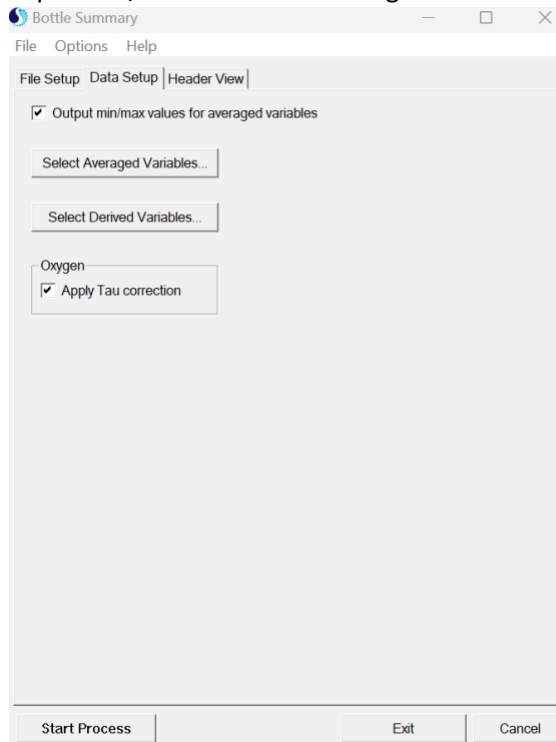 Bottle Summary
File Options Help
File Setup Data Setup Header View
Output min/max values for averaged variables
Select Averaged Variables...
Select Derived Variables...
Oxygen
Apply Tau correction
Start Process Exit Cancel